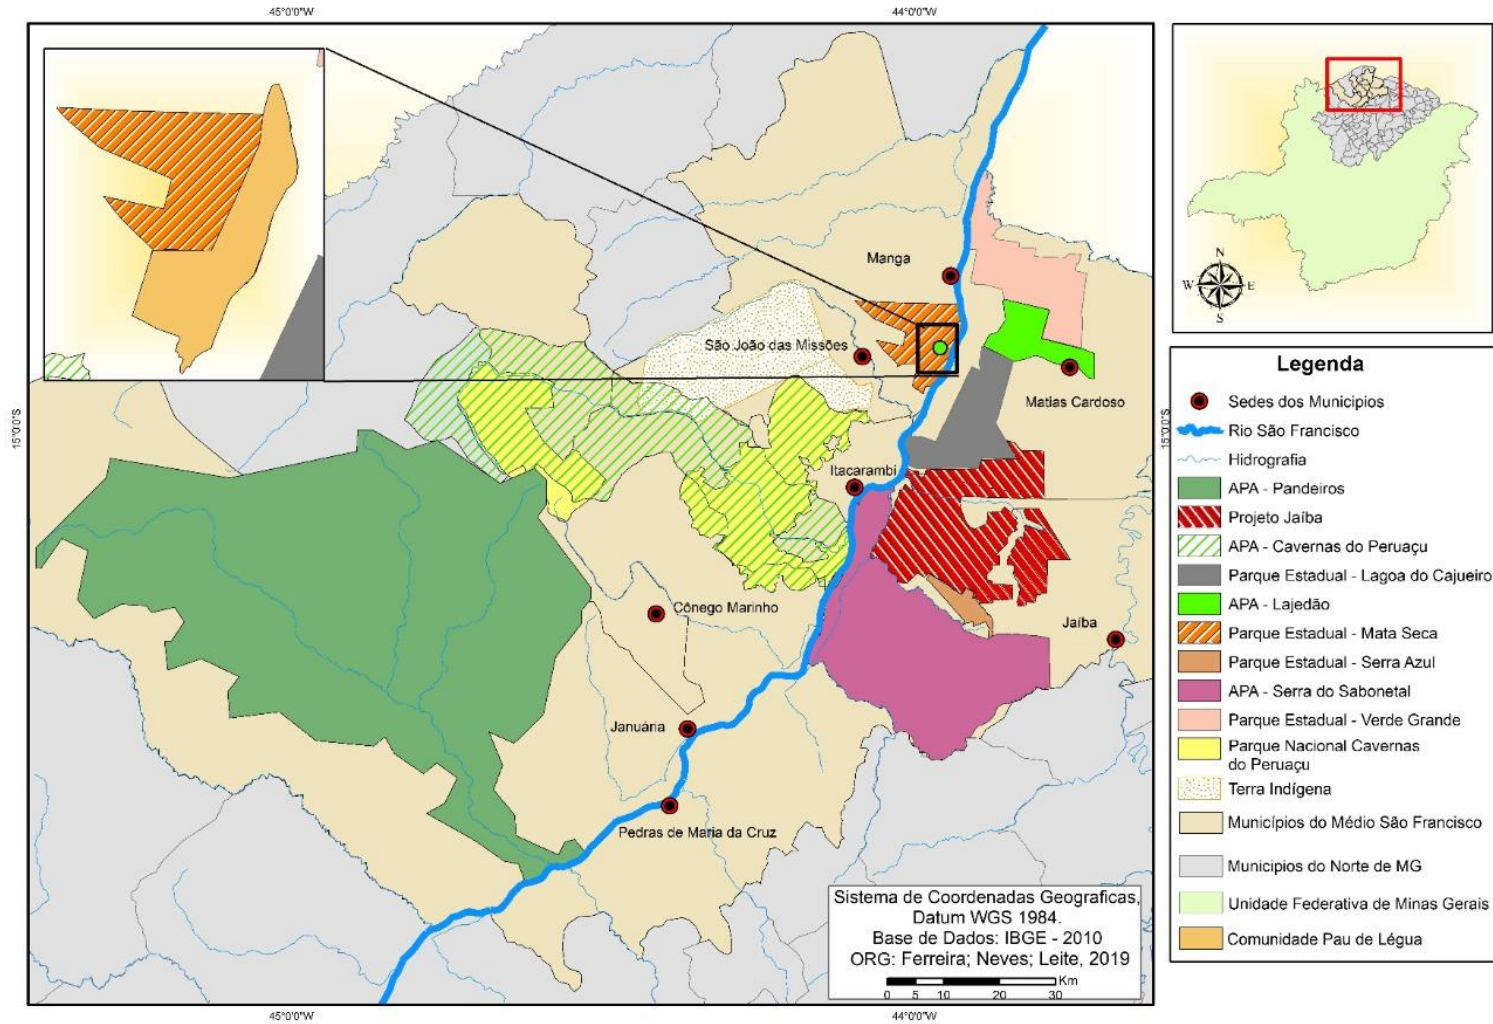 45°0'0"W
44°0'0"W
Manga
São João das Missões
Matias Cardoso
15°0'0"S
15°0'0"S
Itacarambi
Cônego Marinho
Jaíba
Januária
Pedras de Maria da Cruz
Sistema de Coordenadas Geograficas,
Datum WGS 1984.
Base de Dados: IBGE - 2010
ORG: Ferreira; Neves; Leite, 2019
Km
0 5 10 20 30
45°0'0"W
44°0'0"W
N
W E
S
Legenda
Sedes dos Municipios
Rio São Francisco
Hidrografia
APA - Pandeiros
Projeto Jaíba
APA - Cavernas do Peruaçu
Parque Estadual - Lagoa do Cajueiro
APA - Lajedão
Parque Estadual - Mata Seca
Parque Estadual - Serra Azul
APA - Serra do Sabonetal
Parque Estadual - Verde Grande
Parque Nacional Cavernas
do Peruaçu
Terra Indígena
Municípios do Médio São Francisco
Municipios do Norte de MG
Unidade Federativa de Minas Gerais
Comunidade Pau de Légua